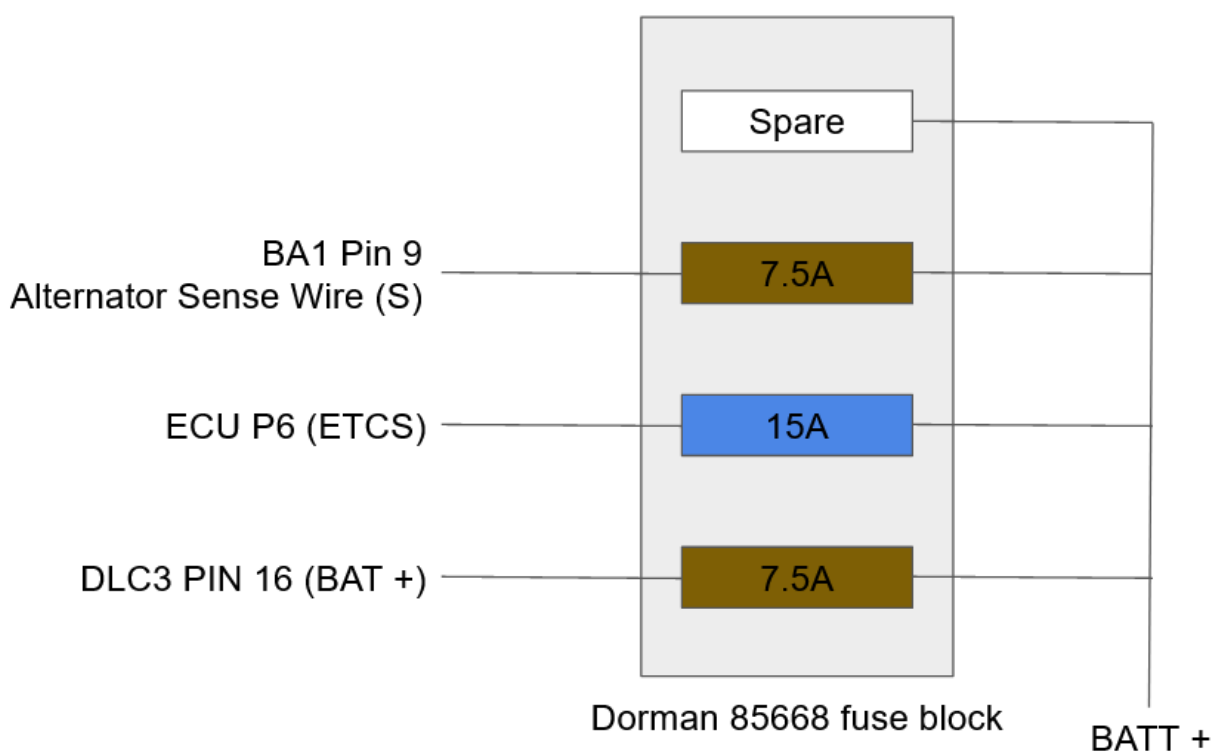 Spare
BA1 Pin 9
Alternator Sense Wire (S)
7.5A
ECU P6 (ETCS)
15A
DLC3 PIN 16 (BAT +)
7.5A
Dorman 85668 fuse block
BATT +